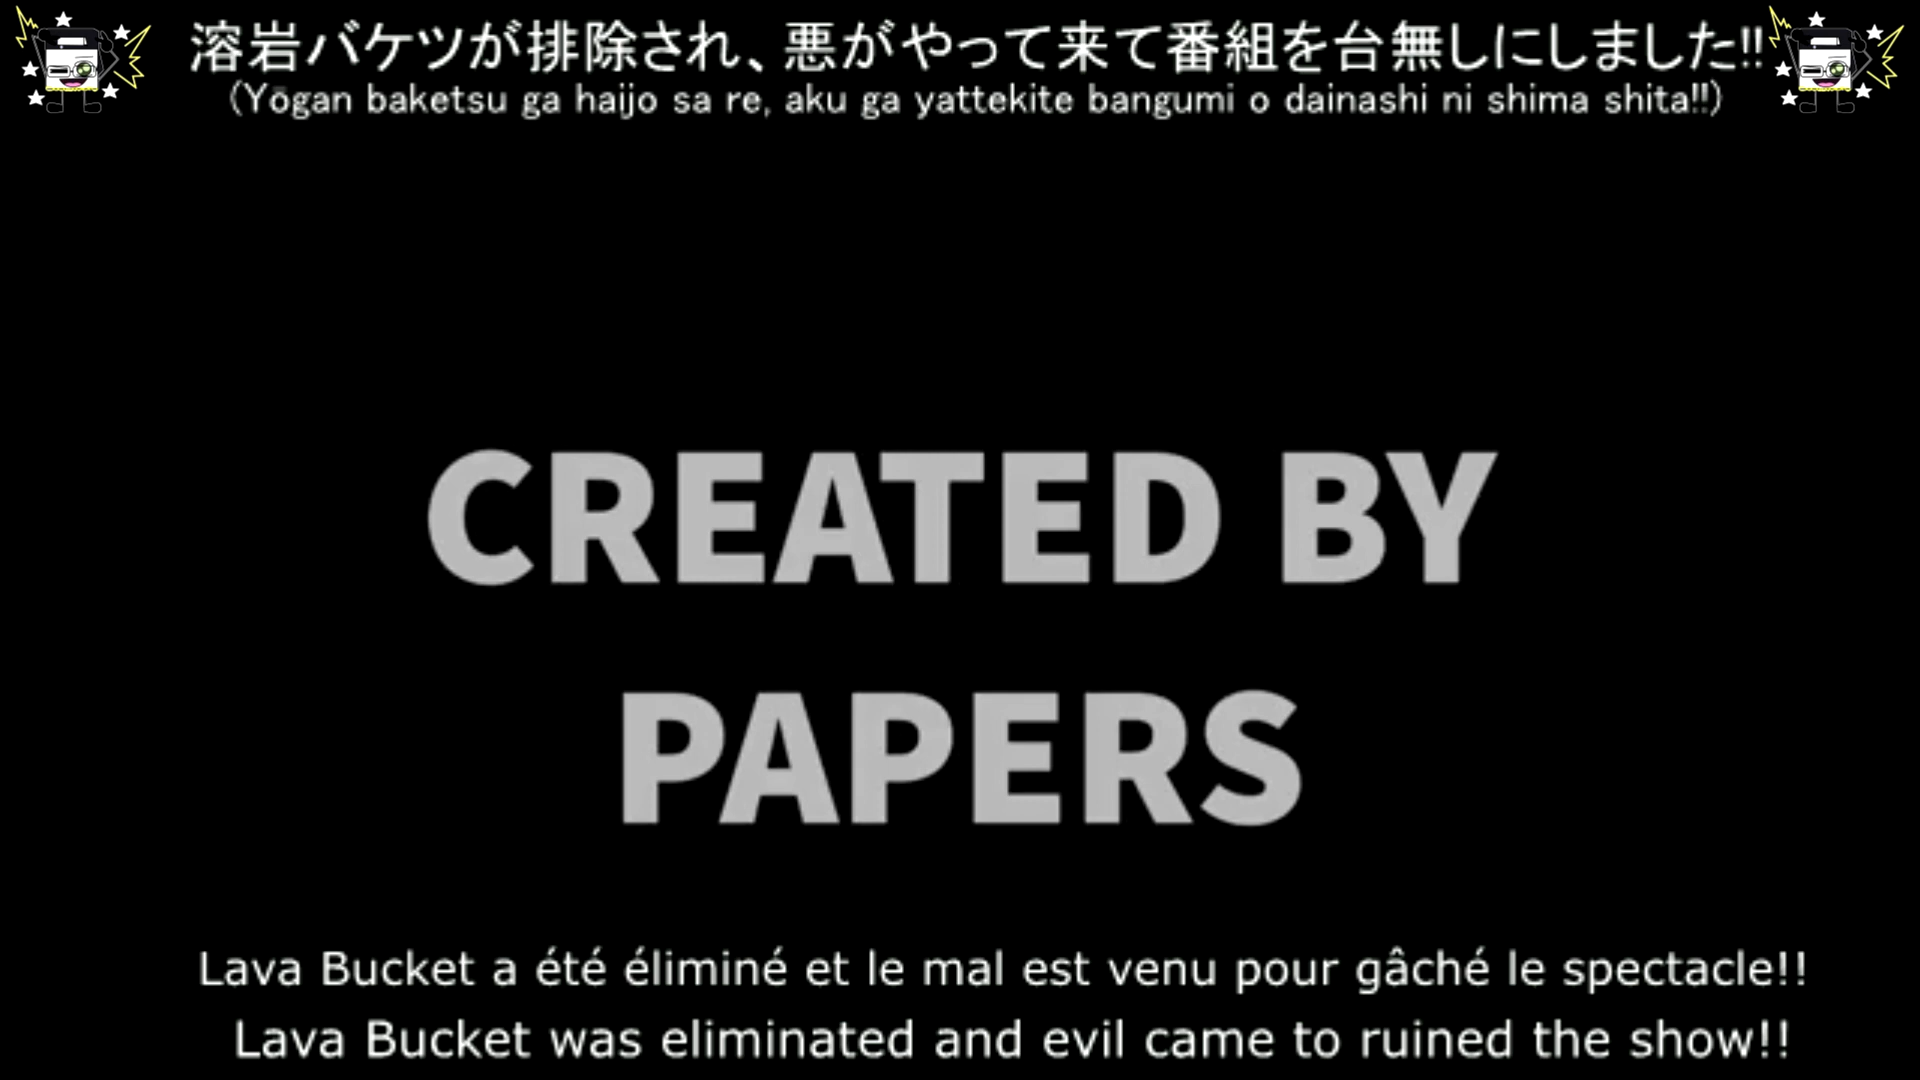 溶岩バケツが排除され、悪がやって来て番組を台無しにしました!!
(Yōgan baketsu ga haijo sa re, aku ga yattekite bangumi o dainashi ni shima shita!!)
CREATED BY
PAPERS
Lava Bucket a été éliminé et le mal est venu pour gâché le spectacle!!
Lava Bucket was eliminated and evil came to ruined the show!!